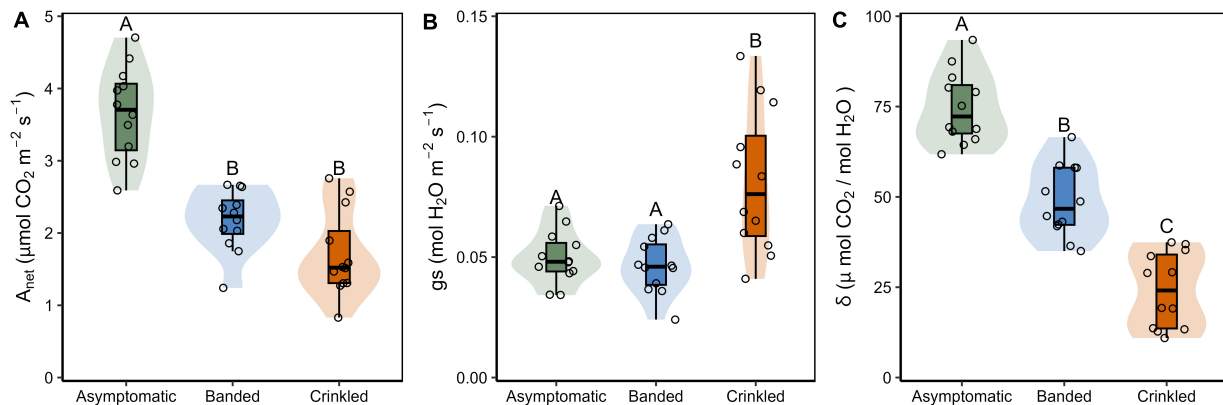 A
A_net (µmol CO₂ m⁻² s⁻¹)
5
4
3
2
1
0
A
B
B
Asymptomatic Banded Crinkled
B
gs (mol H₂O m⁻² s⁻¹)
0.15
0.10
0.05
0.00
A
A
B
Asymptomatic Banded Crinkled
C
δ (µ mol CO₂ / mol H₂O )
100
75
50
25
0
A
B
C
Asymptomatic Banded Crinkled